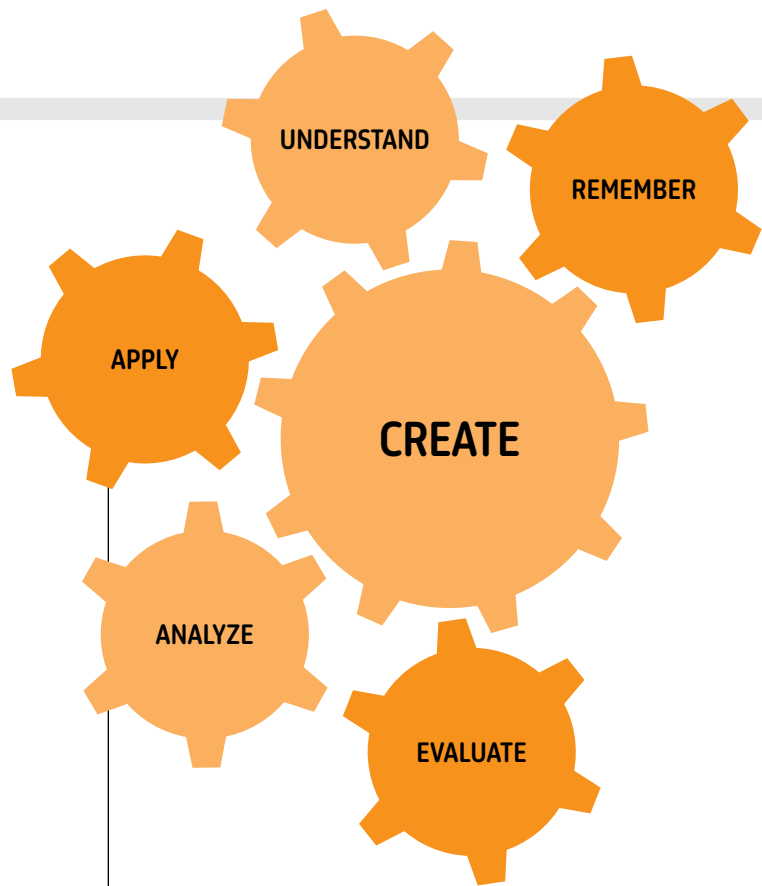 UNDERSTAND
REMEMBER
APPLY
CREATE
ANALYZE
EVALUATE